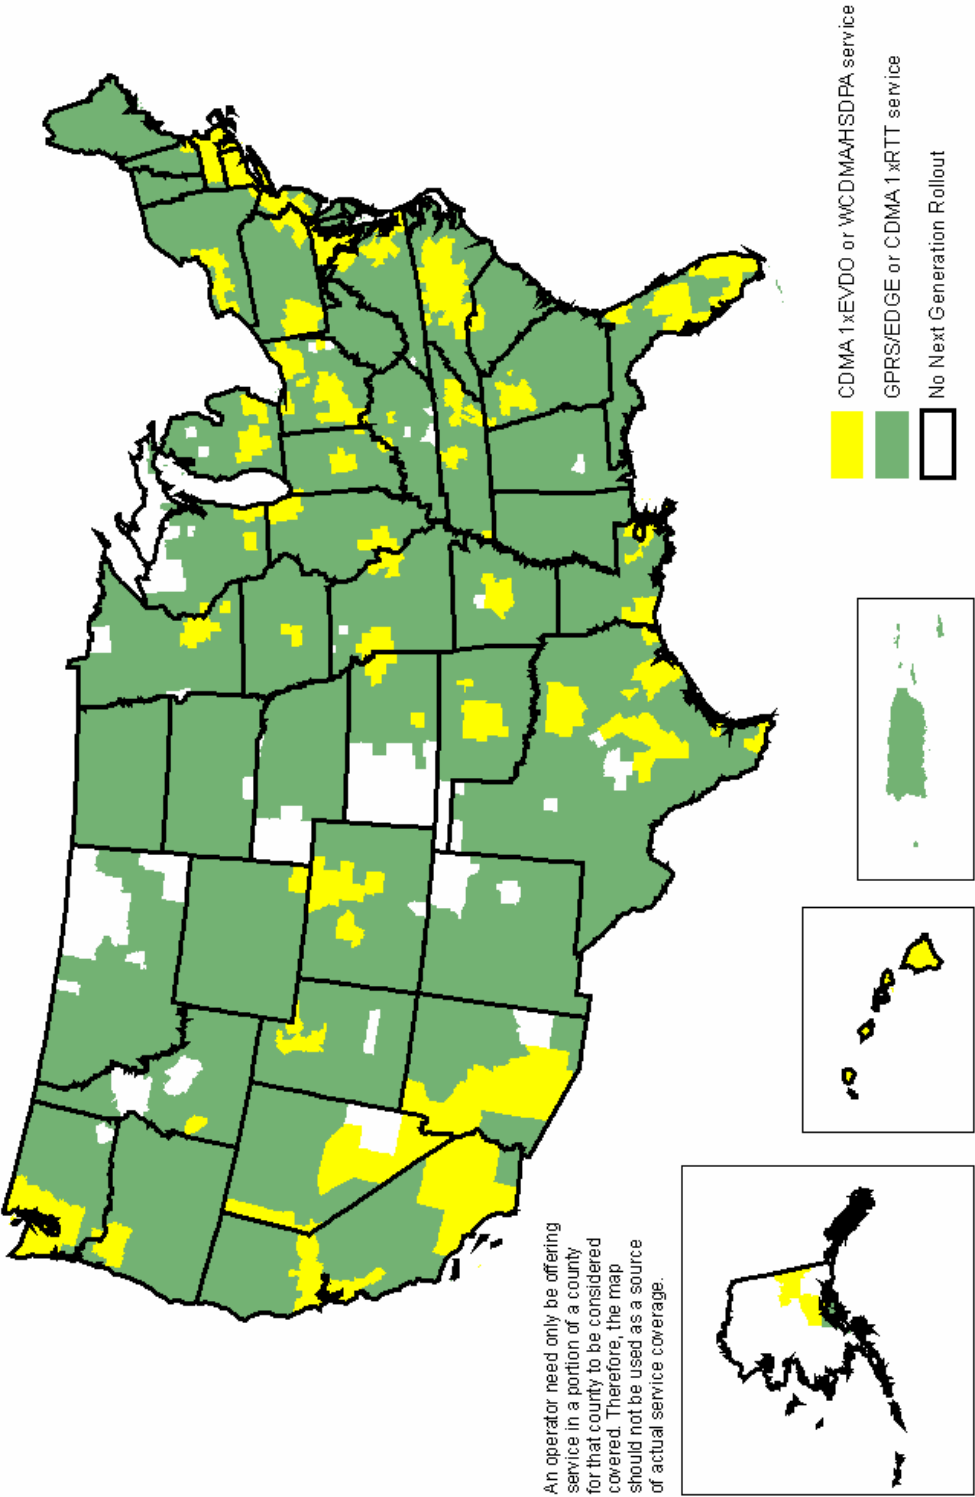 An operator need only be offering
service in a portion of a county
for that county to be considered
covered. Therefore, the map
should not be used as a source
of actual service coverage.
CDMA 1xEVDO or WCDMA/HSDPA service
GPRS/EDGE or CDMA 1xRTT service
No Next Generation Rollout